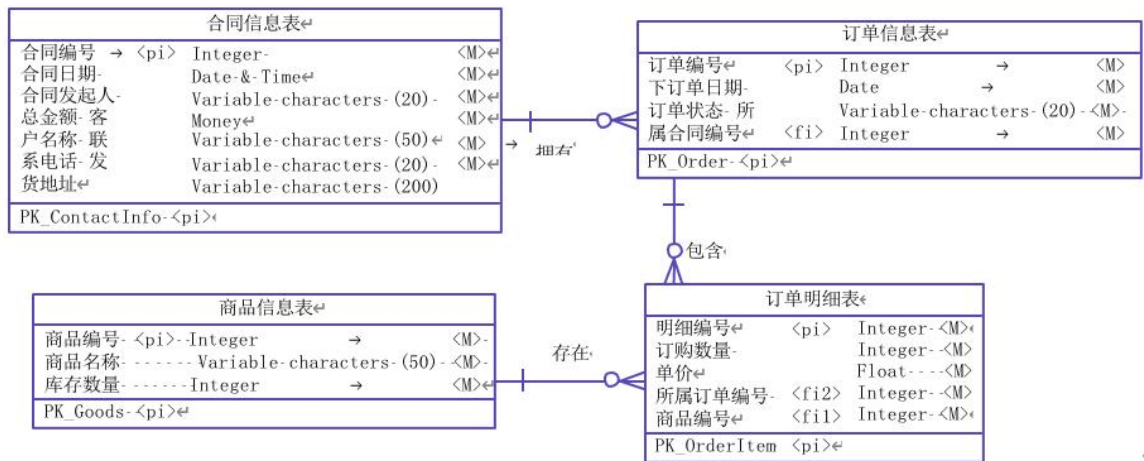 合同信息表↵
合同编号 → <pi> Integer- <M>↵
合同日期- Date-&-Time↵ <M>↵
合同发起人- Variable-characters-(20)- <M>↵
总金额-客 Money↵ <M>↵
户名称-联 Variable-characters-(50)↵ <M> →
系电话-发 Variable-characters-(20)- <M>↵
货地址↵ Variable-characters-(200)
PK_ContactInfo-<pi>
拥有
订单信息表↵
订单编号↵ <pi> Integer → <M>
下订单日期- Date → <M>
订单状态-所 Variable-characters-(20)-<M>-
属合同编号↵ <fi> Integer → <M>
PK_Order-<pi>↵
包含
商品信息表↵
商品编号-<pi>--Integer → <M>-
商品名称-------Variable-characters-(50)-<M>-
库存数量-------Integer → <M>↵
PK_Goods-<pi>↵
存在
订单明细表
明细编号↵ <pi> Integer-<M>
订购数量- Integer--<M>
单价↵ Float----<M>
所属订单编号- <fi2> Integer--<M>
商品编号↵ <fi1> Integer-<M>
PK_OrderItem <pi>↵